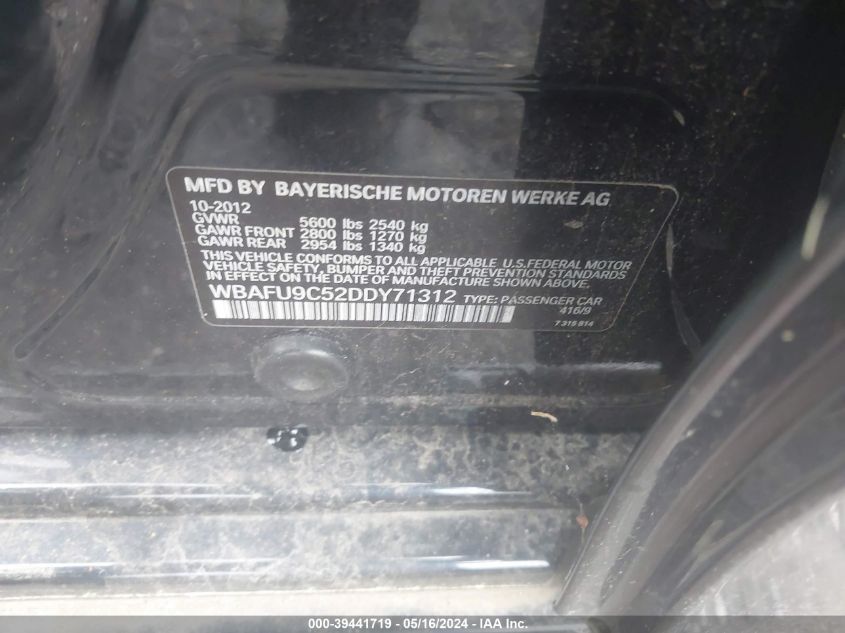 MFD BY BAYERISCHE MOTOREN WERKE AG
10-2012
GVWR 5600 lbs 2540 kg
GAWR FRONT 2800 lbs 1270 kg
GAWR REAR 2954 lbs 1340 kg
THIS VEHICLE CONFORMS TO ALL APPLICABLE U.S.FEDERAL MOTOR
VEHICLE SAFETY, BUMPER AND THEFT PREVENTION STANDARDS
IN EFFECT ON THE DATE OF MANUFACTURE SHOWN ABOVE.
WBAFU9C52DDY71312 TYPE: PASSENGER CAR
416/9
7 315 814
000-39441719 - 05/16/2024 - IAA Inc.